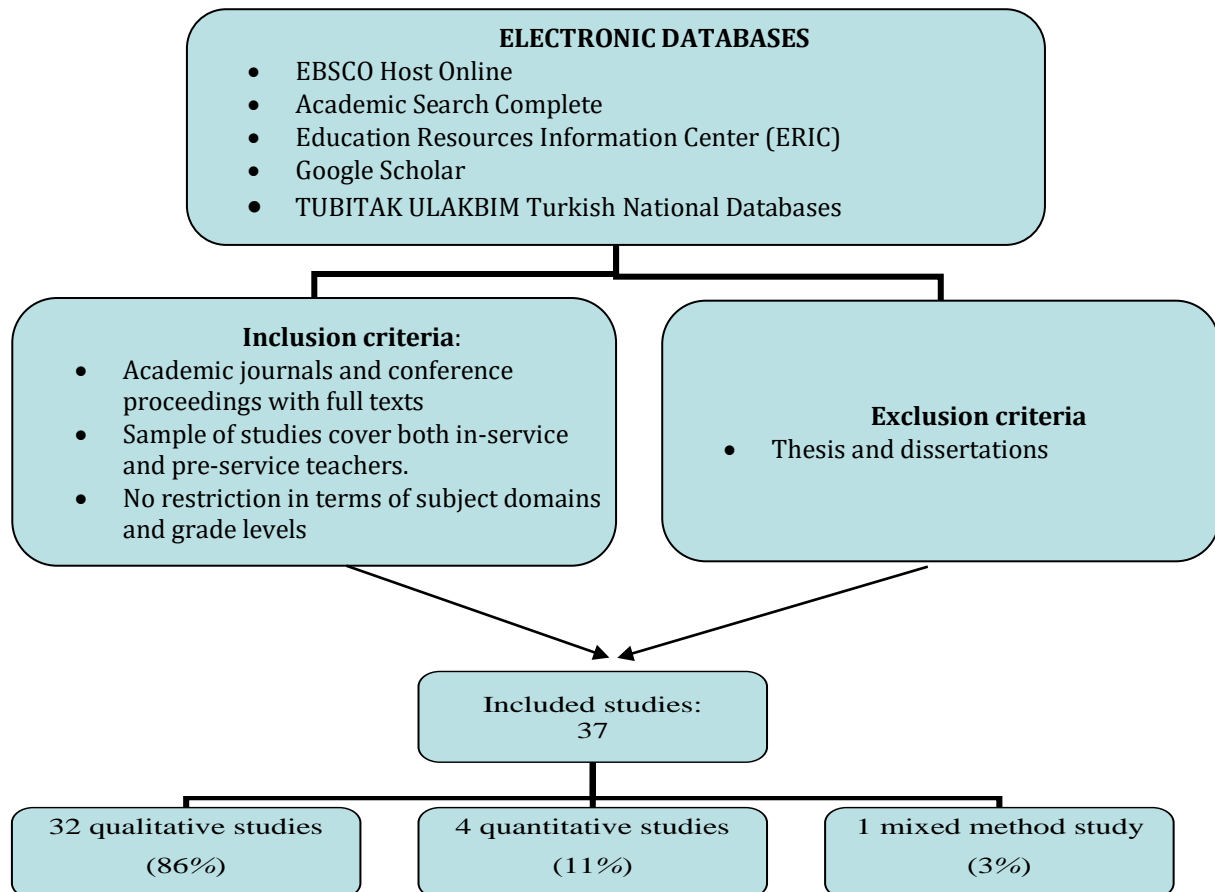 ELECTRONIC DATABASES
• EBSCO Host Online
• Academic Search Complete
• Education Resources Information Center (ERIC)
• Google Scholar
• TUBITAK ULAKBIM Turkish National Databases
Inclusion criteria:
• Academic journals and conference
proceedings with full texts
• Sample of studies cover both in-service
and pre-service teachers.
• No restriction in terms of subject domains
and grade levels
Exclusion criteria
• Thesis and dissertations
Included studies:
37
32 qualitative studies
(86%)
4 quantitative studies
(11%)
1 mixed method study
(3%)